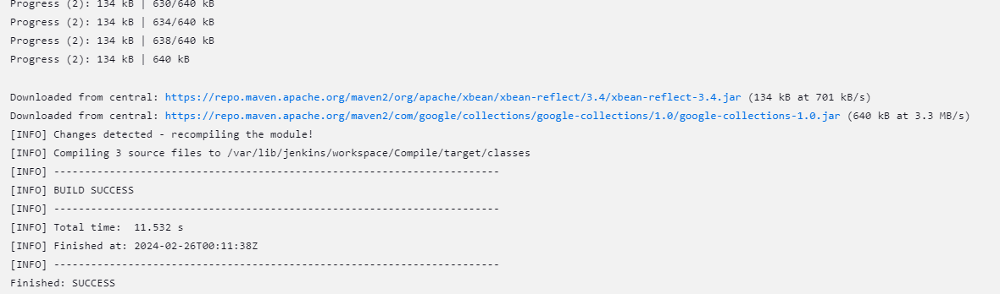 Progress (2): 134 kB | 630/640 kB
Progress (2): 134 kB | 634/640 kB
Progress (2): 134 kB | 638/640 kB
Progress (2): 134 kB | 640 kB
Downloaded from central: https://repo.maven.apache.org/maven2/org/apache/xbean/xbean-reflect/3.4/xbean-reflect-3.4.jar (134 kB at 701 kB/s)
Downloaded from central: https://repo.maven.apache.org/maven2/com/google/collections/google-collections/1.0/google-collections-1.0.jar (640 kB at 3.3 MB/s)
[INFO] Changes detected - recompiling the module!
[INFO] Compiling 3 source files to /var/lib/jenkins/workspace/Compile/target/classes
[INFO] ------------------------------------------------------------------------
[INFO] BUILD SUCCESS
[INFO] ------------------------------------------------------------------------
[INFO] Total time:  11.532 s
[INFO] Finished at: 2024-02-26T00:11:38Z
[INFO] ------------------------------------------------------------------------
Finished: SUCCESS